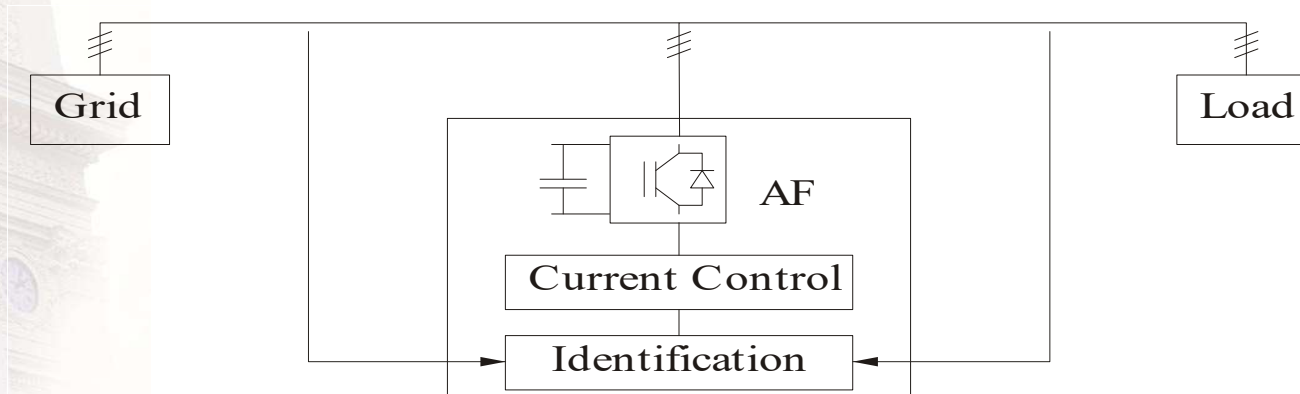 Grid
Load
AF
Current Control
Identification